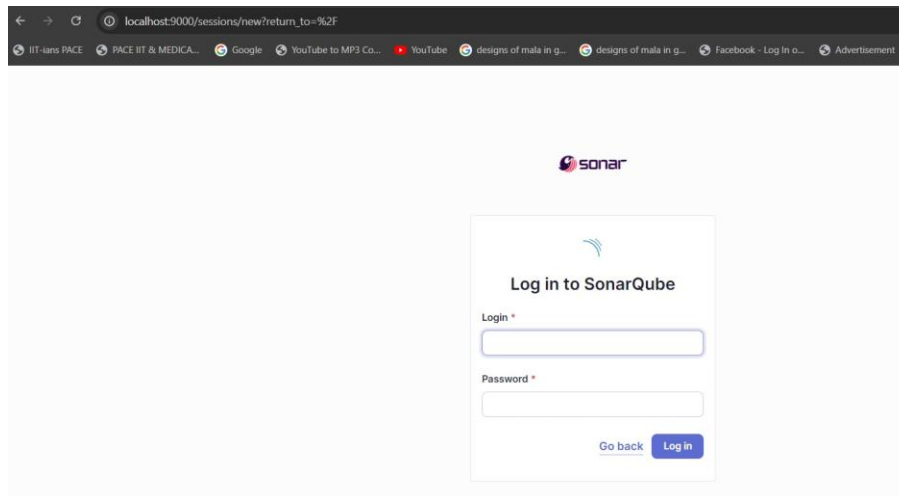 localhost:9000/sessions/new?return_to=%2F
IIT-ians PACE PACE IIT & MEDICA... Google YouTube to MP3 Co... YouTube designs of mala in g... designs of mala in g... Facebook - Log In o... Advertisement
sonar
Log in to SonarQube
Login *
Password *
Go back Log in